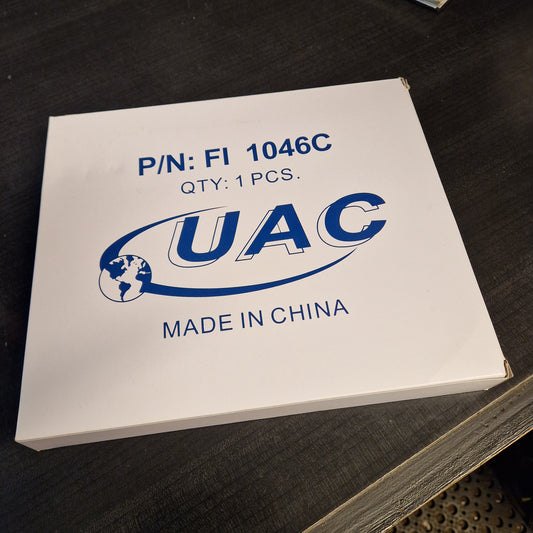 P/N: FI 1046C
QTY: 1 PCS.
UAC
MADE IN CHINA